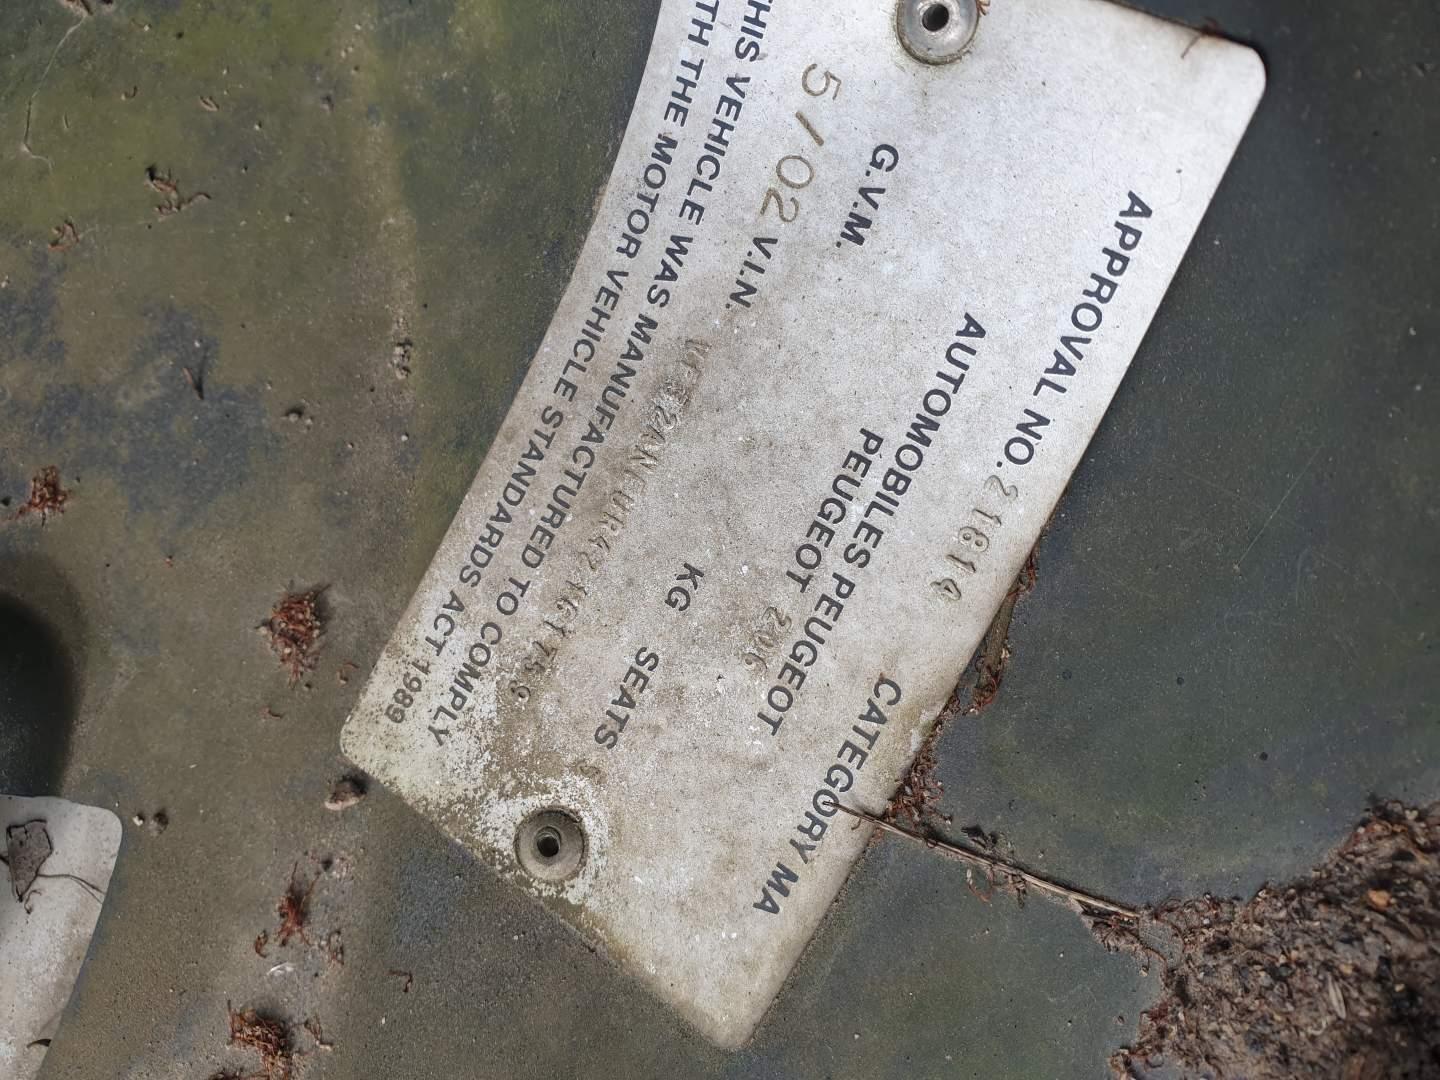 APPROVAL NO. 21814 CATEGORY MA
AUTOMOBILES PEUGEOT
PEUGEOT 206
G.V.M. KG SEATS 5
5/02 V.I.N.
THIS VEHICLE WAS MANUFACTURED TO COMPLY
TH THE MOTOR VEHICLE STANDARDS ACT 1989